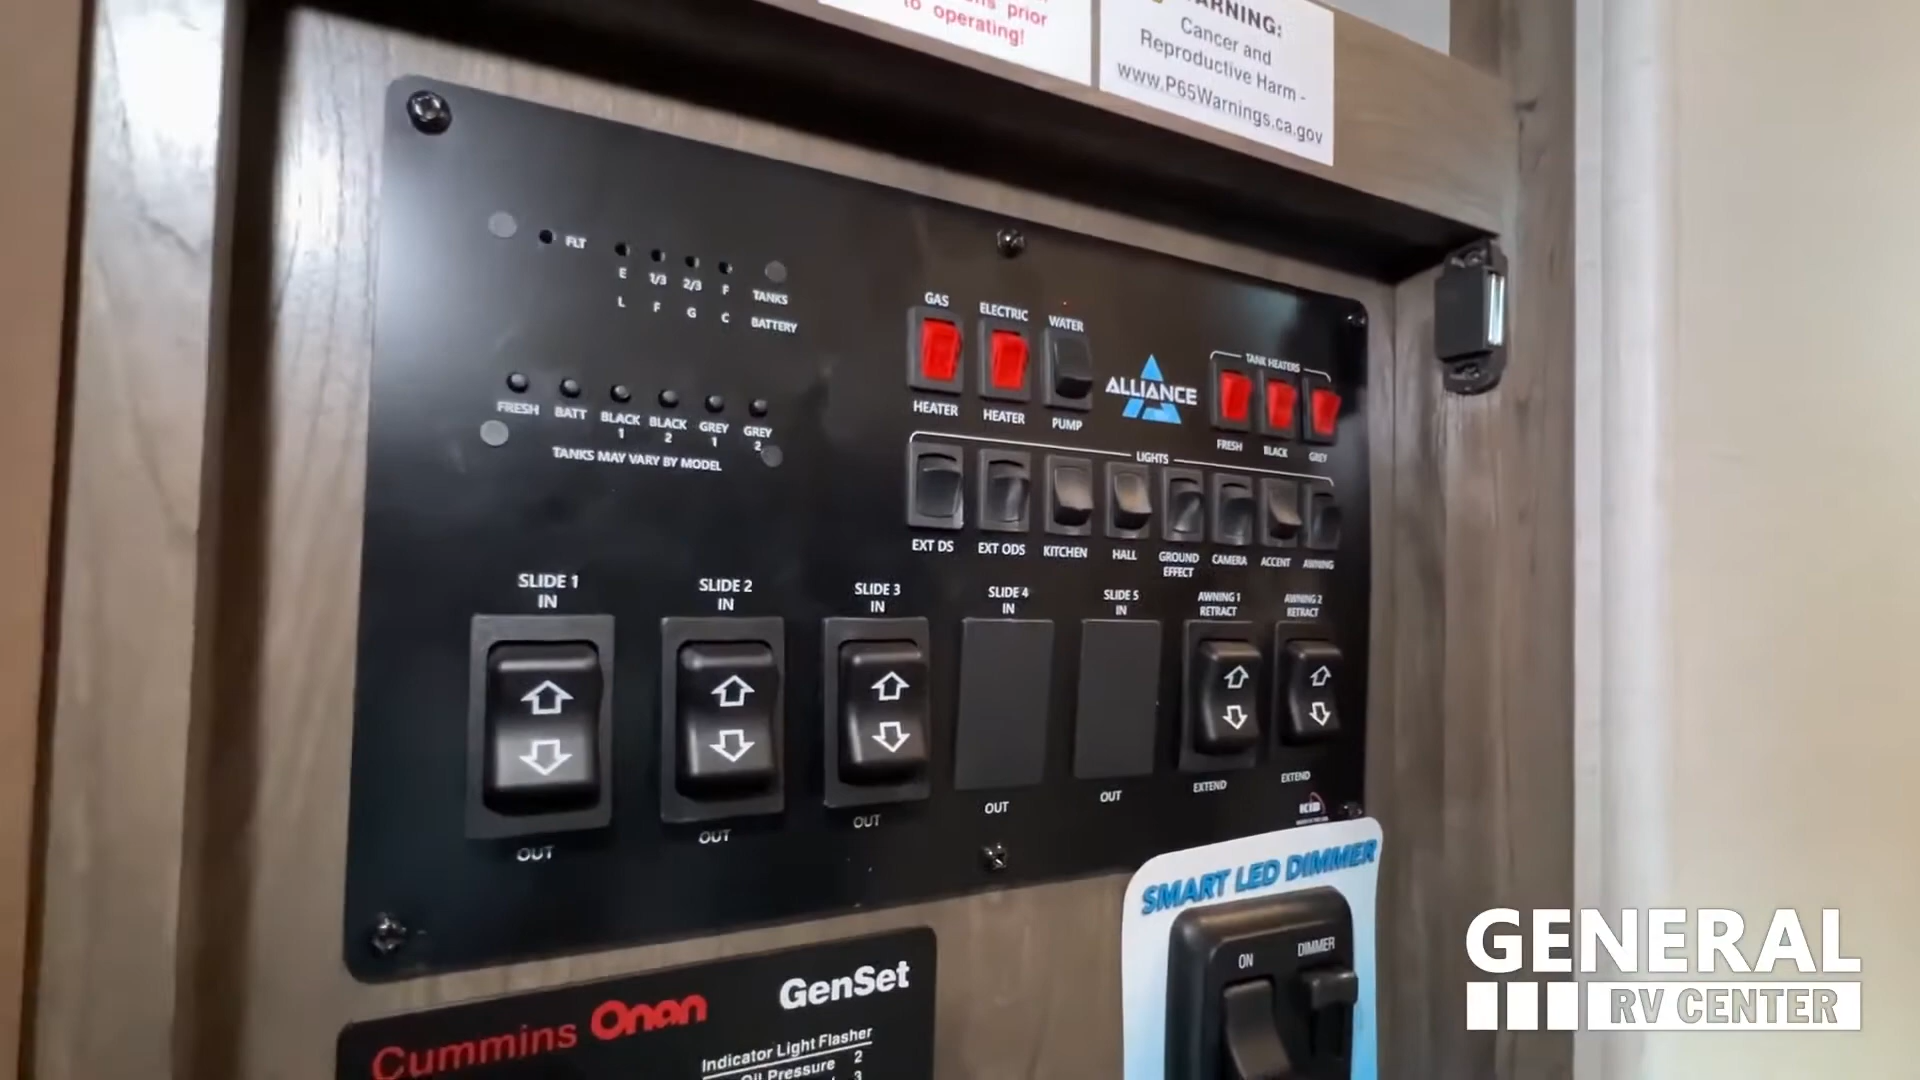 prior
to operating!
WARNING:
Cancer and
Reproductive Harm -
www.P65Warnings.ca.gov
FLT
E 1/3 2/3 F TANKS
L F G C BATTERY
FRESH BATT BLACK 1 BLACK 2 GREY 1 GREY 2
TANKS MAY VARY BY MODEL
GAS ELECTRIC WATER
HEATER HEATER PUMP
ALLIANCE
TANK HEATERS
FRESH BLACK GREY
LIGHTS
EXT DS EXT ODS KITCHEN HALL GROUND EFFECT CAMERA ACCENT AWNING
SLIDE 1 IN SLIDE 2 IN SLIDE 3 IN SLIDE 4 IN SLIDE 5 IN AWNING 1 RETRACT AWNING 2 RETRACT
OUT OUT OUT OUT OUT EXTEND EXTEND
KIB
SMART LED DIMMER
ON DIMMER
Cummins Onan GenSet
Indicator Light Flasher
Oil Pressure 2
3
GENERAL
RV CENTER